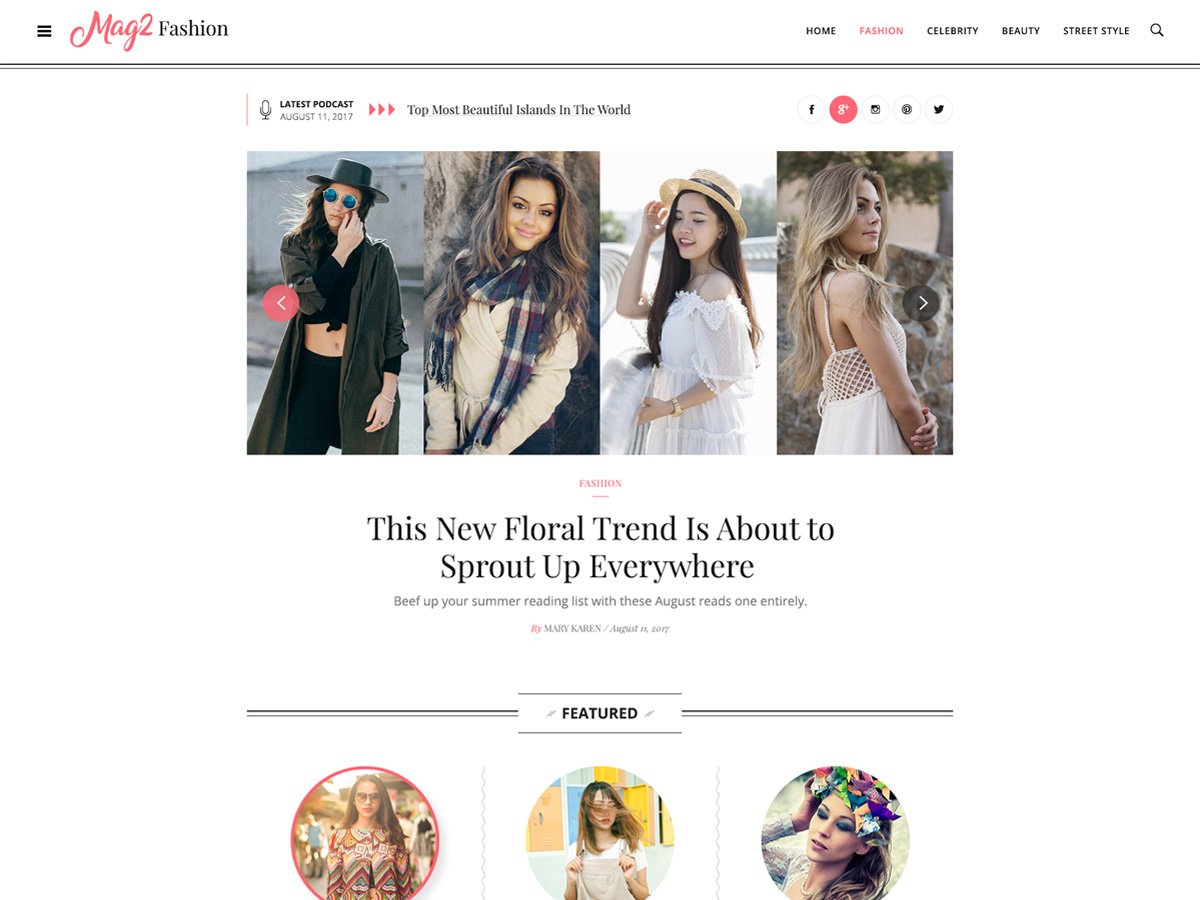 Mag2 Fashion
HOME FASHION CELEBRITY BEAUTY STREET STYLE
LATEST PODCAST
AUGUST 11, 2017
Top Most Beautiful Islands In The World
g+
FASHION
This New Floral Trend Is About to
Sprout Up Everywhere
Beef up your summer reading list with these August reads one entirely.
By MARY KAREN / August 11, 2017
FEATURED